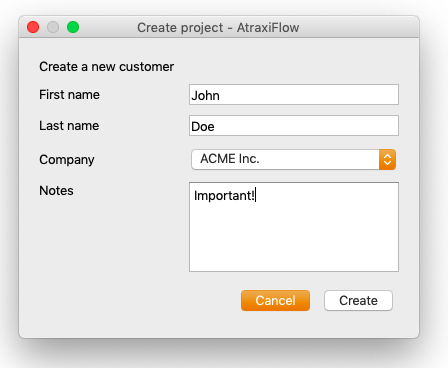 Create project - AtraxiFlow
Create a new customer
First name John
Last name Doe
Company ACME Inc.
Notes Important!
Cancel Create